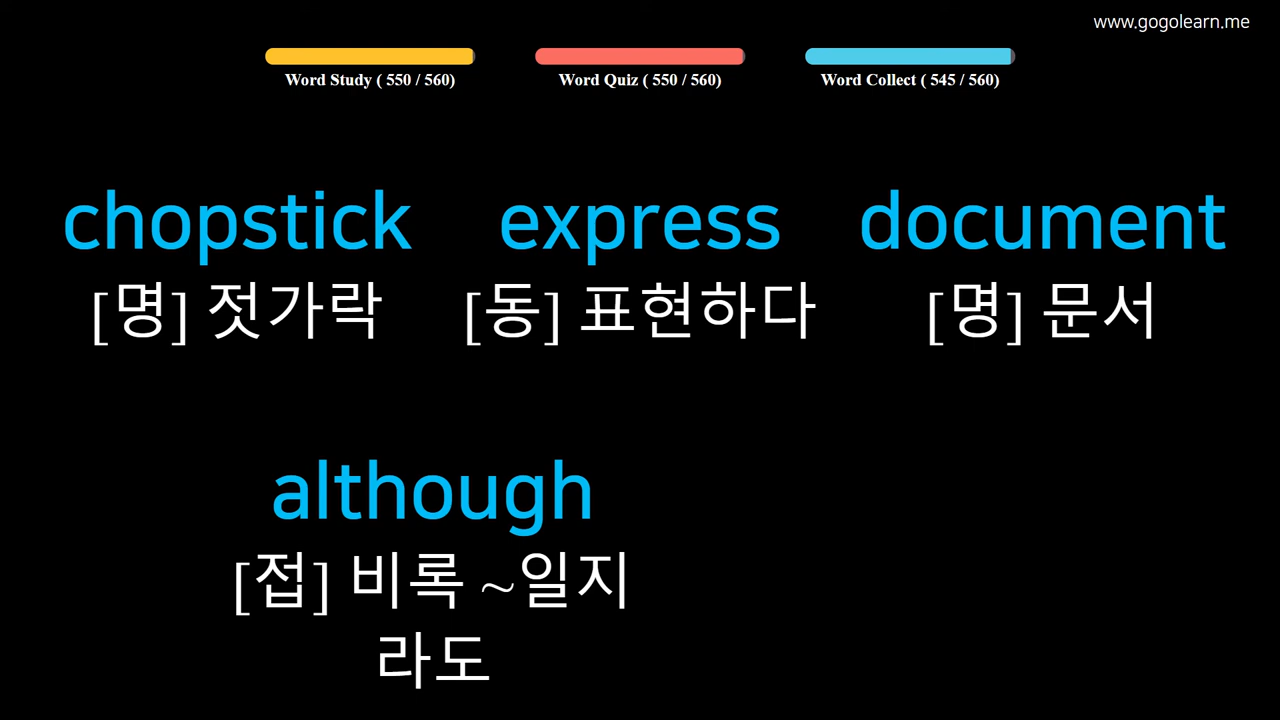 www.gogolearn.me
Word Study ( 550 / 560)
Word Quiz ( 550 / 560)
Word Collect ( 545 / 560)
chopstick
[명] 젓가락
express
[동] 표현하다
document
[명] 문서
although
[접] 비록 ~일지
라도